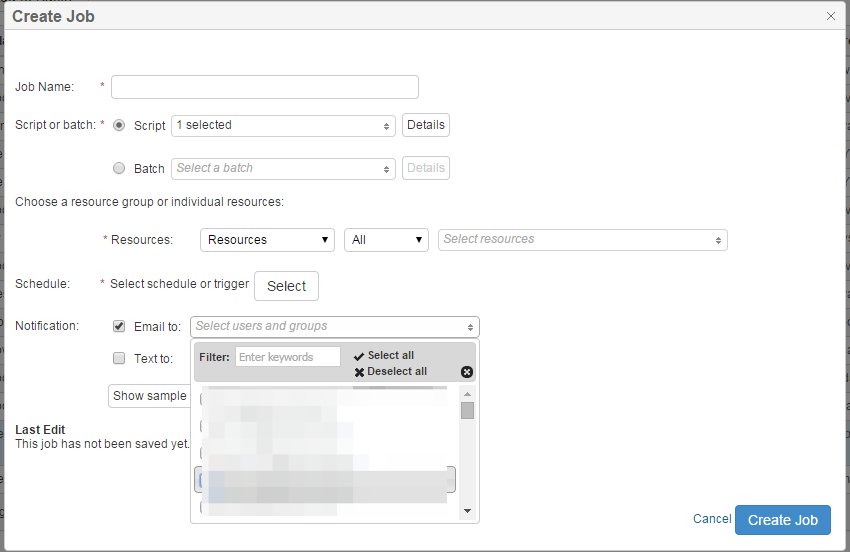 Create Job
Job Name: *
Script or batch: * Script 1 selected Details
Batch Select a batch Details
Choose a resource group or individual resources:
* Resources: Resources All Select resources
Schedule: * Select schedule or trigger Select
Notification: Email to: Select users and groups
Text to:
Filter: Enter keywords Select all
Deselect all
Show sample
Last Edit
This job has not been saved yet.
Cancel Create Job